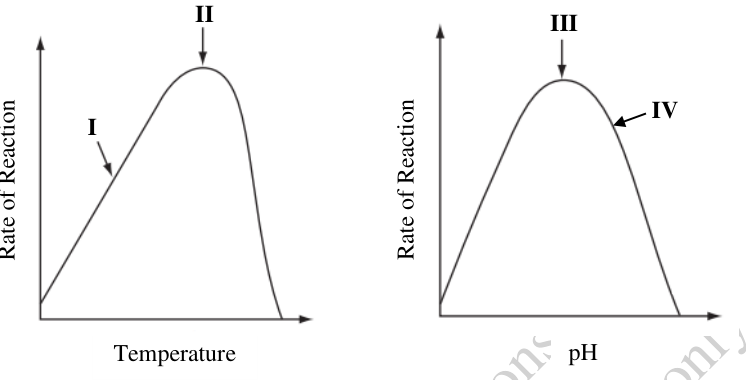 II
III
I
IV
Rate of Reaction
Rate of Reaction
Temperature
pH